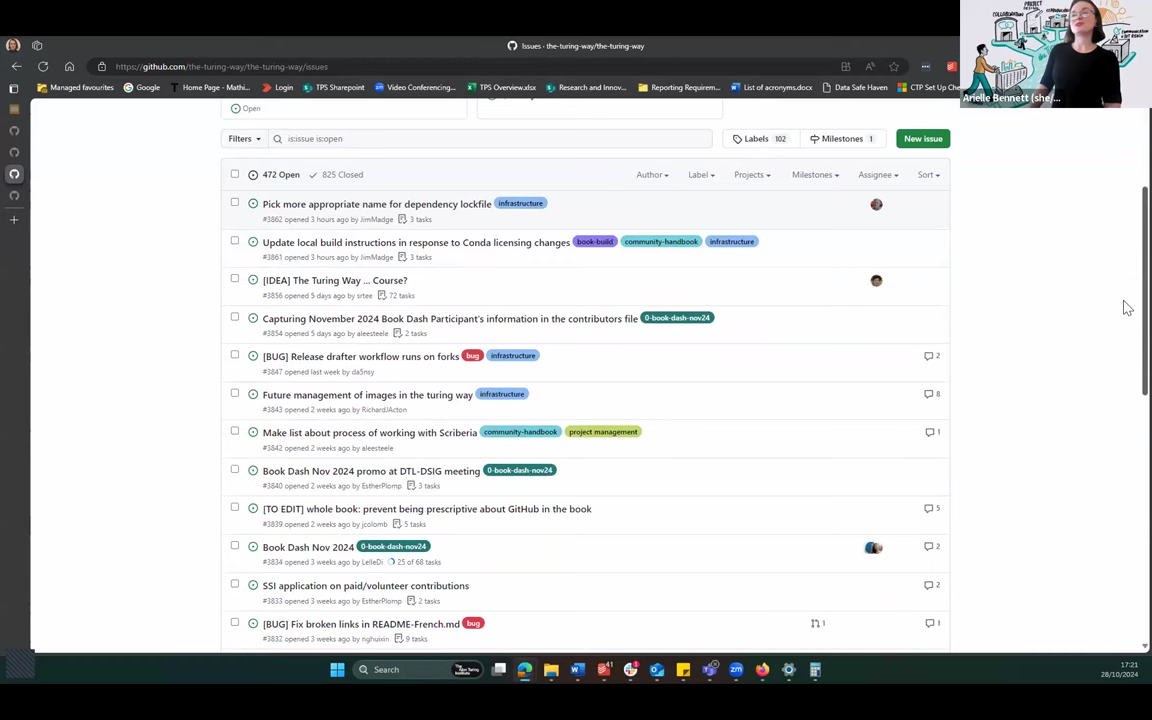 Issues · the-turing-way/the-turing-way
https://github.com/the-turing-way/the-turing-way/issues
Managed favourites Google Home Page - Mathi... Login TPS Sharepoint Video Conferencing... TPS Overview.xlsx Research and Innov... Reporting Requirem... List of acronyms.docx Data Safe Haven CTP Set Up Che
COLLABORATION
PROJECT
Arielle Bennett (she/...
Open
Filters is:issue is:open Labels 102 Milestones 1 New issue
472 Open 825 Closed Author Label Projects Milestones Assignee Sort
Pick more appropriate name for dependency lockfile infrastructure
#3862 opened 3 hours ago by JimMadge 3 tasks
Update local build instructions in response to Conda licensing changes book-build community-handbook infrastructure
#3861 opened 3 hours ago by JimMadge 3 tasks
[IDEA] The Turing Way ... Course?
#3856 opened 5 days ago by srtee 72 tasks
Capturing November 2024 Book Dash Participant's information in the contributors file 0-book-dash-nov24
#3854 opened 5 days ago by aleesteele 2 tasks
[BUG] Release drafter workflow runs on forks bug infrastructure 2
#3847 opened last week by da5nsy
Future management of images in the turing way infrastructure 8
#3843 opened 2 weeks ago by RichardJActon
Make list about process of working with Scriberia community-handbook project management 1
#3842 opened 2 weeks ago by aleesteele
Book Dash Nov 2024 promo at DTL-DSIG meeting 0-book-dash-nov24
#3840 opened 2 weeks ago by EstherPlomp 3 tasks
[TO EDIT] whole book: prevent being prescriptive about GitHub in the book 5
#3839 opened 2 weeks ago by jcolomb 5 tasks
Book Dash Nov 2024 0-book-dash-nov24 2
#3834 opened 3 weeks ago by LelleDi 25 of 68 tasks
SSI application on paid/volunteer contributions 2
#3833 opened 3 weeks ago by EstherPlomp 2 tasks
[BUG] Fix broken links in README-French.md bug 1 1
#3832 opened 3 weeks ago by nghuixin 9 tasks
Search 41
17:21
28/10/2024